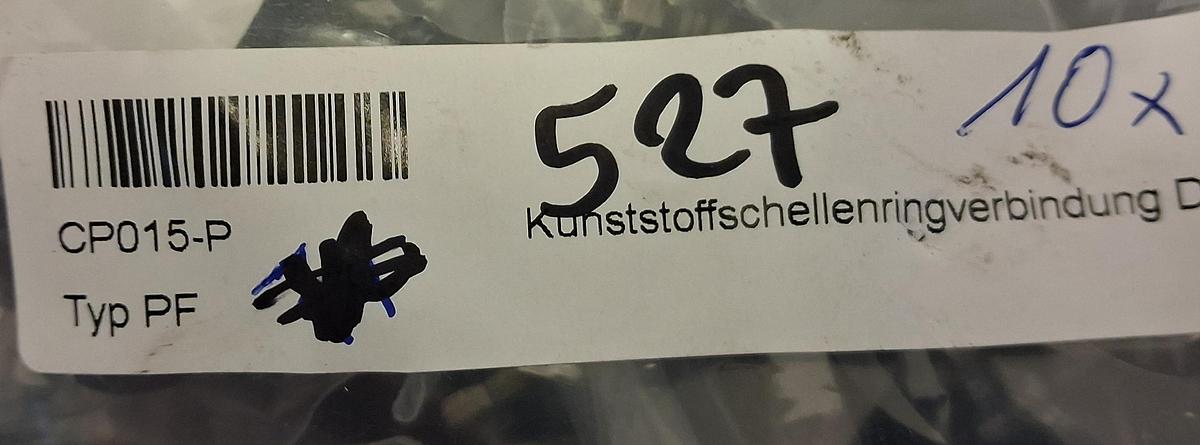 527
10x
CP015-P
Kunststoffschellenringverbindung D
Typ PF